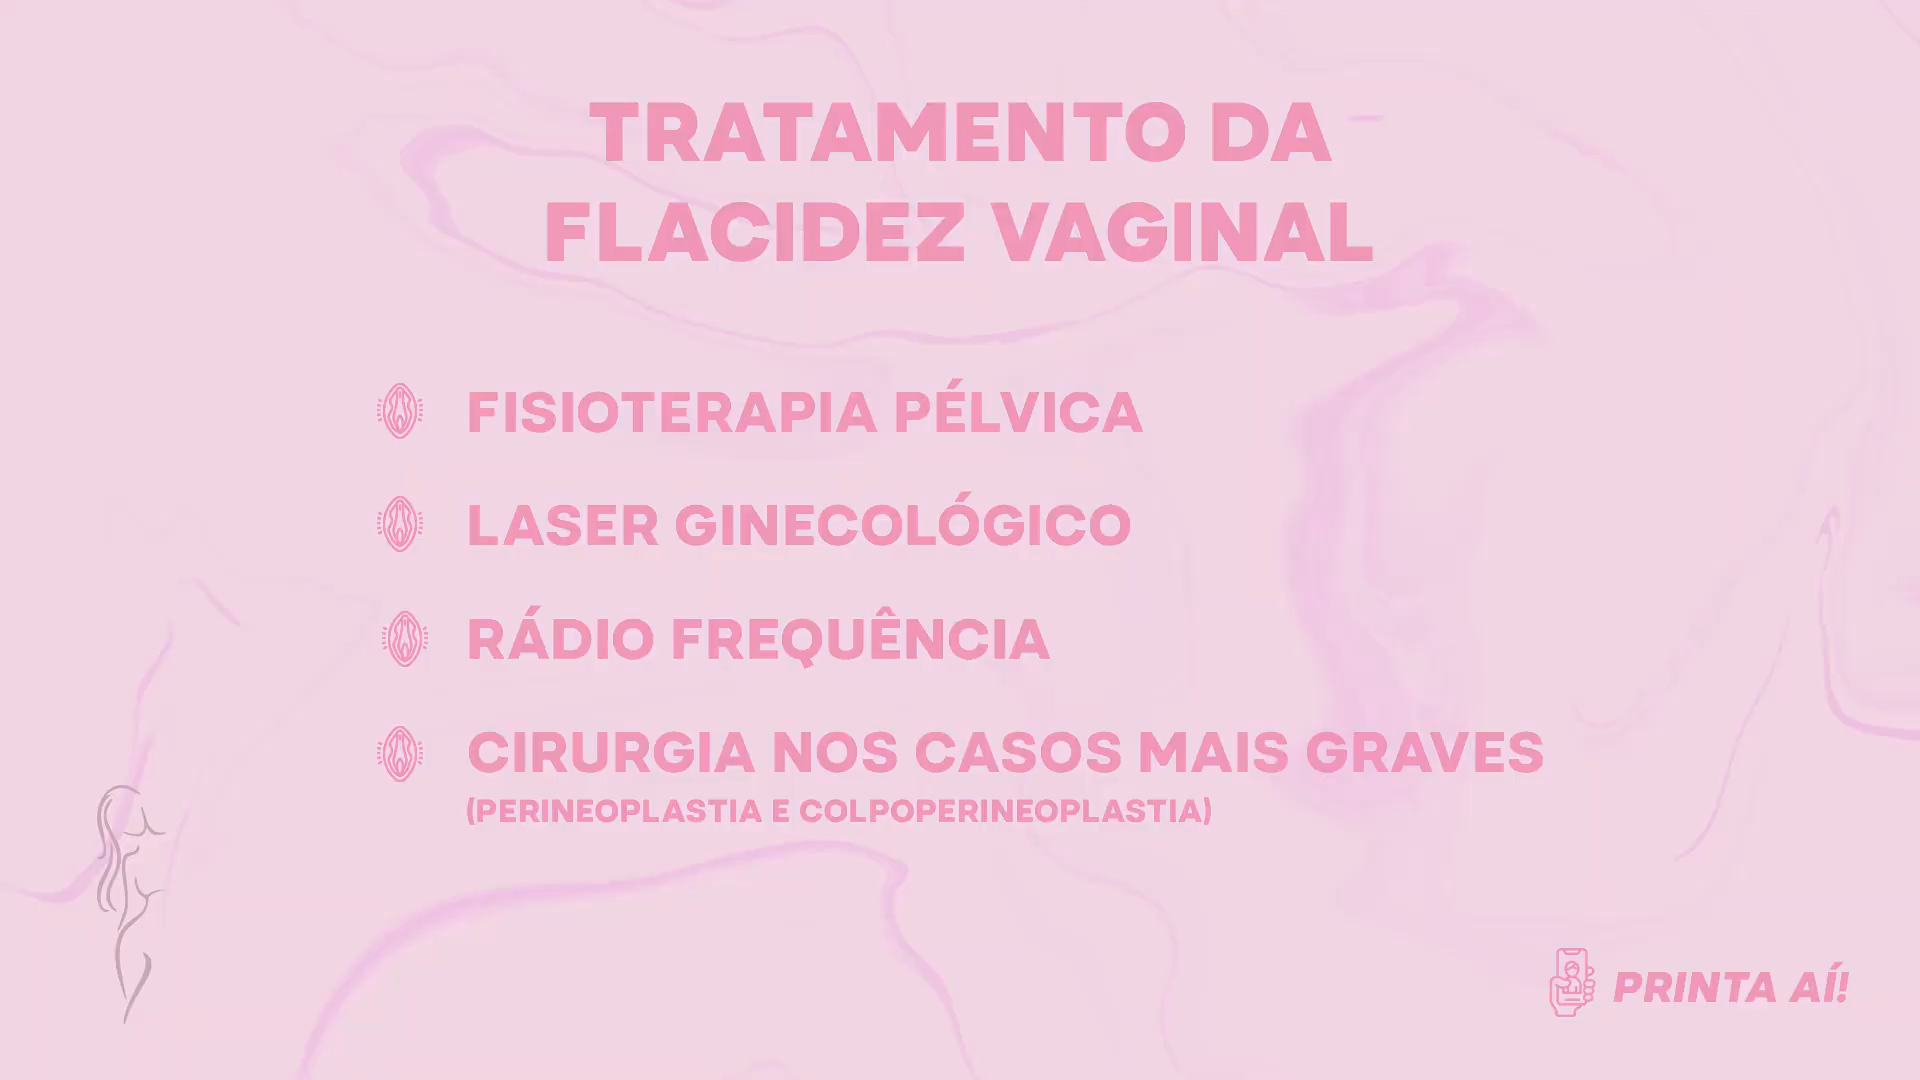 TRATAMENTO DA
FLACIDEZ VAGINAL
FISIOTERAPIA PÉLVICA
LASER GINECOLÓGICO
RÁDIO FREQUÊNCIA
CIRURGIA NOS CASOS MAIS GRAVES
(PERINEOPLASTIA E COLPOPERINEOPLASTIA)
PRINTA AÍ!